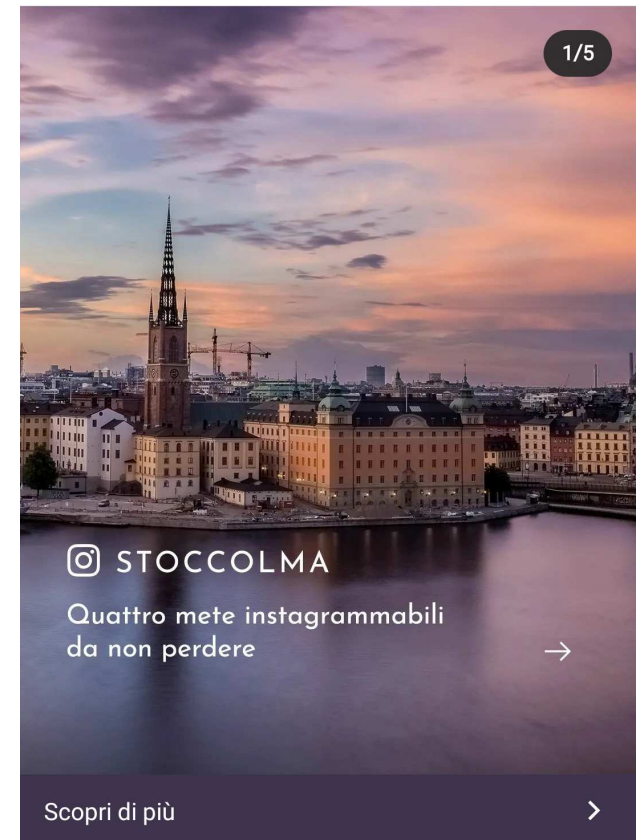 1/5
STOCCOLMA
Quattro mete instagrammabili
da non perdere
Scopri di più